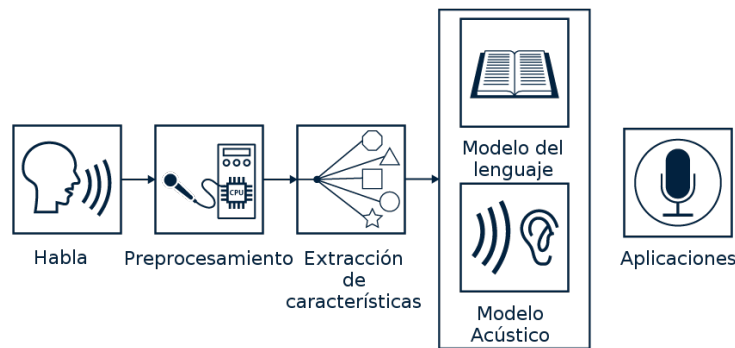 Habla
CPU
Preprocesamiento
Extracción
de
características
Modelo del
lenguaje
Modelo
Acústico
Aplicaciones